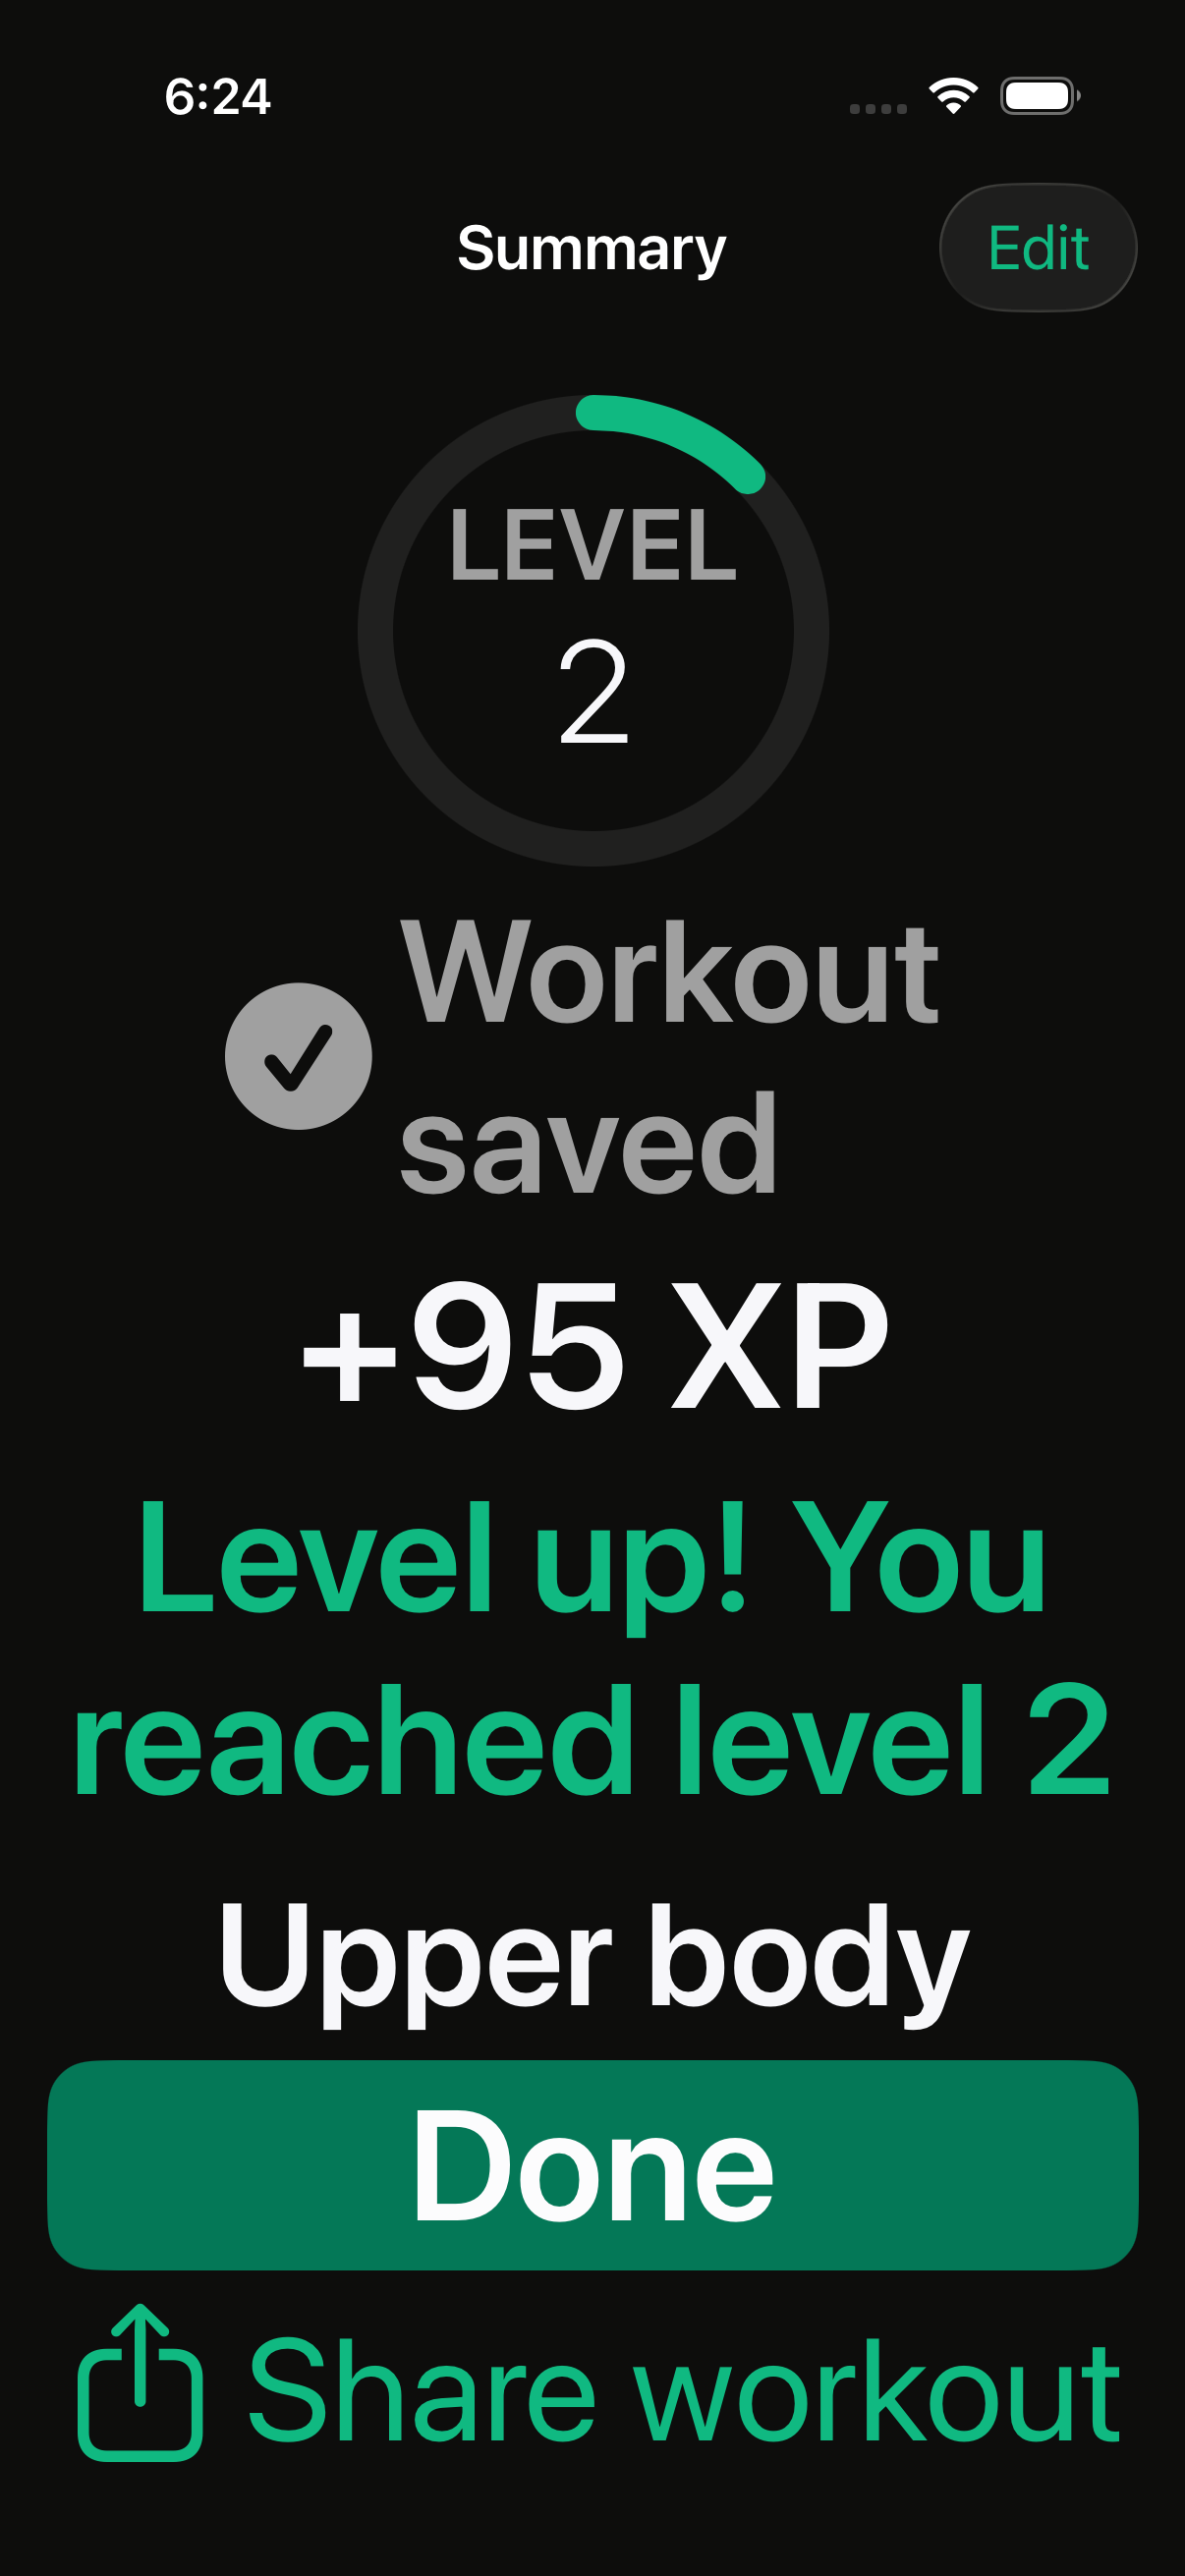 6:24
Summary
Edit
LEVEL
2
Workout
saved
+95 XP
Level up! You
reached level 2
Upper body
Done
Share workout